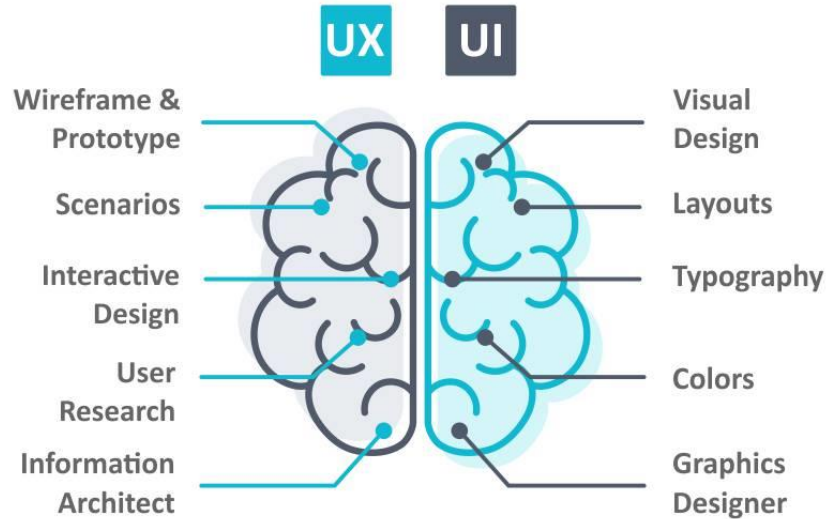 UX
UI
Wireframe &
Prototype
Scenarios
Interactive
Design
User
Research
Information
Architect
Visual
Design
Layouts
Typography
Colors
Graphics
Designer